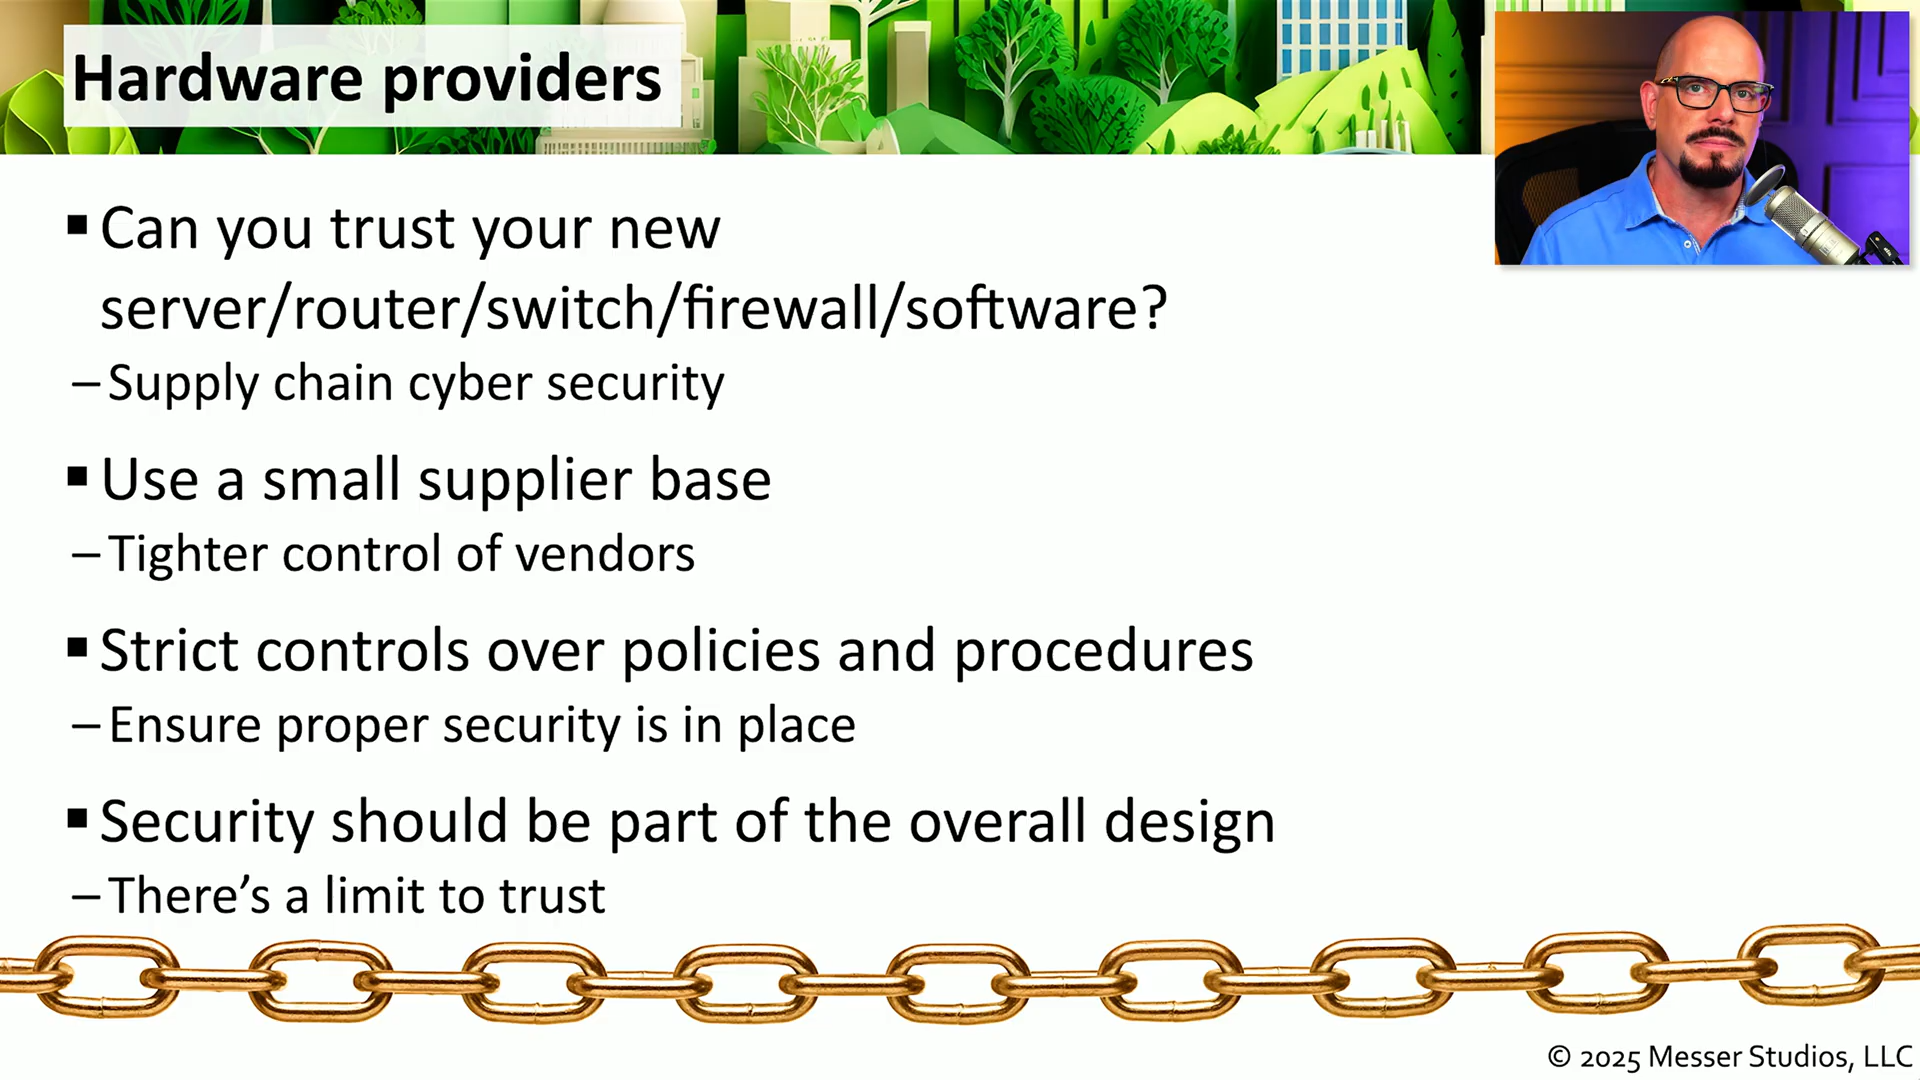 Hardware providers
▪ Can you trust your new
server/router/switch/firewall/software?
– Supply chain cyber security
▪ Use a small supplier base
– Tighter control of vendors
▪ Strict controls over policies and procedures
– Ensure proper security is in place
▪ Security should be part of the overall design
– There’s a limit to trust
© 2025 Messer Studios, LLC